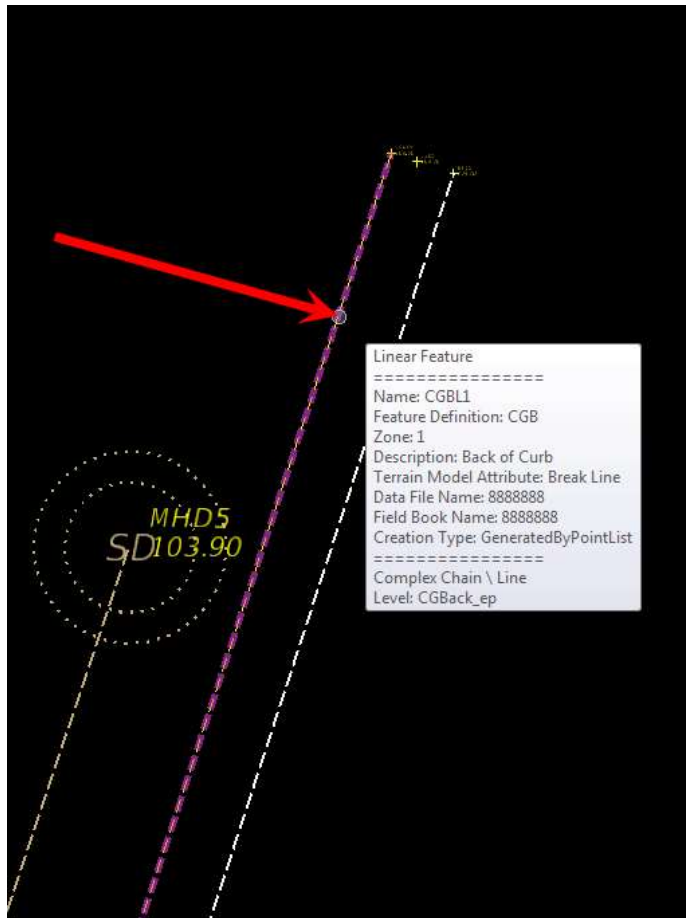 Linear Feature
================
Name: CGBL1
Feature Definition: CGB
Zone: 1
Description: Back of Curb
Terrain Model Attribute: Break Line
Data File Name: 8888888
Field Book Name: 8888888
Creation Type: GeneratedByPointList
================
Complex Chain \ Line
Level: CGBack_ep
MHD5
SD 103.90